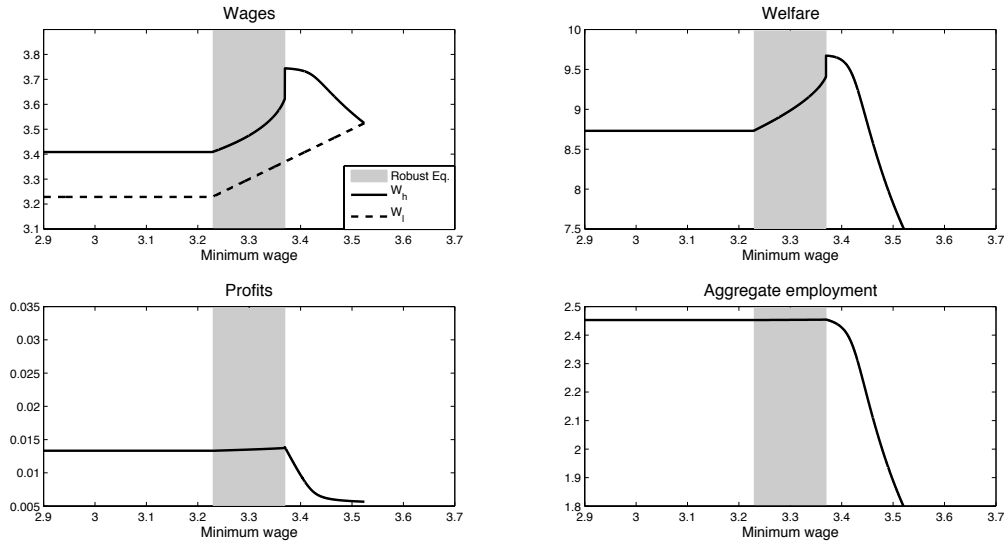 Wages
3.8
3.7
3.6
3.5
3.4
3.3
3.2
3.1
2.9 3 3.1 3.2 3.3 3.4 3.5 3.6 3.7
Minimum wage
Robust Eq.
W_h
W_l
Welfare
10
9.5
9
8.5
8
7.5
2.9 3 3.1 3.2 3.3 3.4 3.5 3.6 3.7
Minimum wage
Profits
0.035
0.03
0.025
0.02
0.015
0.01
0.005
2.9 3 3.1 3.2 3.3 3.4 3.5 3.6 3.7
Minimum wage
Aggregate employment
2.5
2.4
2.3
2.2
2.1
2
1.9
1.8
2.9 3 3.1 3.2 3.3 3.4 3.5 3.6 3.7
Minimum wage